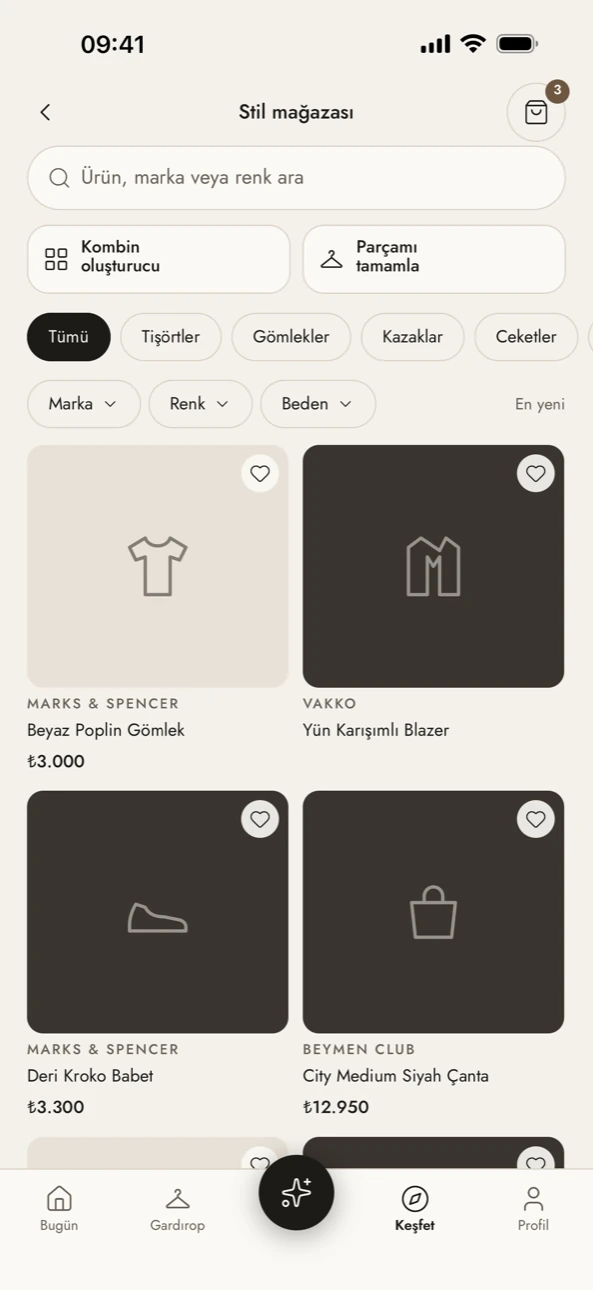 09:41
Stil mağazası
3
Ürün, marka veya renk ara
Kombin
oluşturucu
Parçamı
tamamla
Tümü
Tişörtler
Gömlekler
Kazaklar
Ceketler
Marka
Renk
Beden
En yeni
MARKS & SPENCER
Beyaz Poplin Gömlek
₺3.000
VAKKO
Yün Karışımlı Blazer
MARKS & SPENCER
Deri Kroko Babet
₺3.300
BEYMEN CLUB
City Medium Siyah Çanta
₺12.950
Bugün
Gardırop
Keşfet
Profil